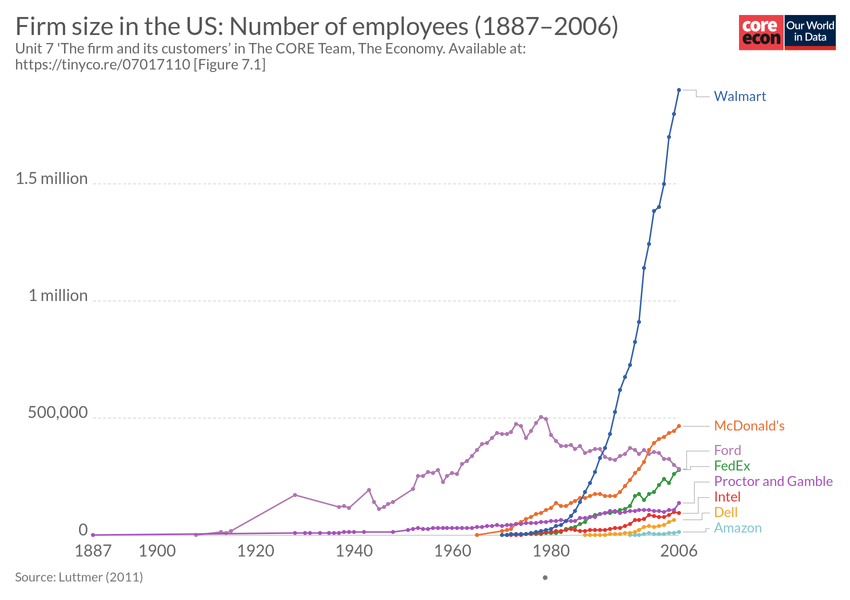 Firm size in the US: Number of employees (1887–2006)
Unit 7 'The firm and its customers' in The CORE Team, The Economy. Available at:
https://tinyco.re/07017110 [Figure 7.1]
core
econ
Our World
in Data
Walmart
1.5 million
1 million
500,000
McDonald's
Ford
FedEx
Proctor and Gamble
Intel
Dell
Amazon
0
1887
1900
1920
1940
1960
1980
2006
Source: Luttmer (2011)